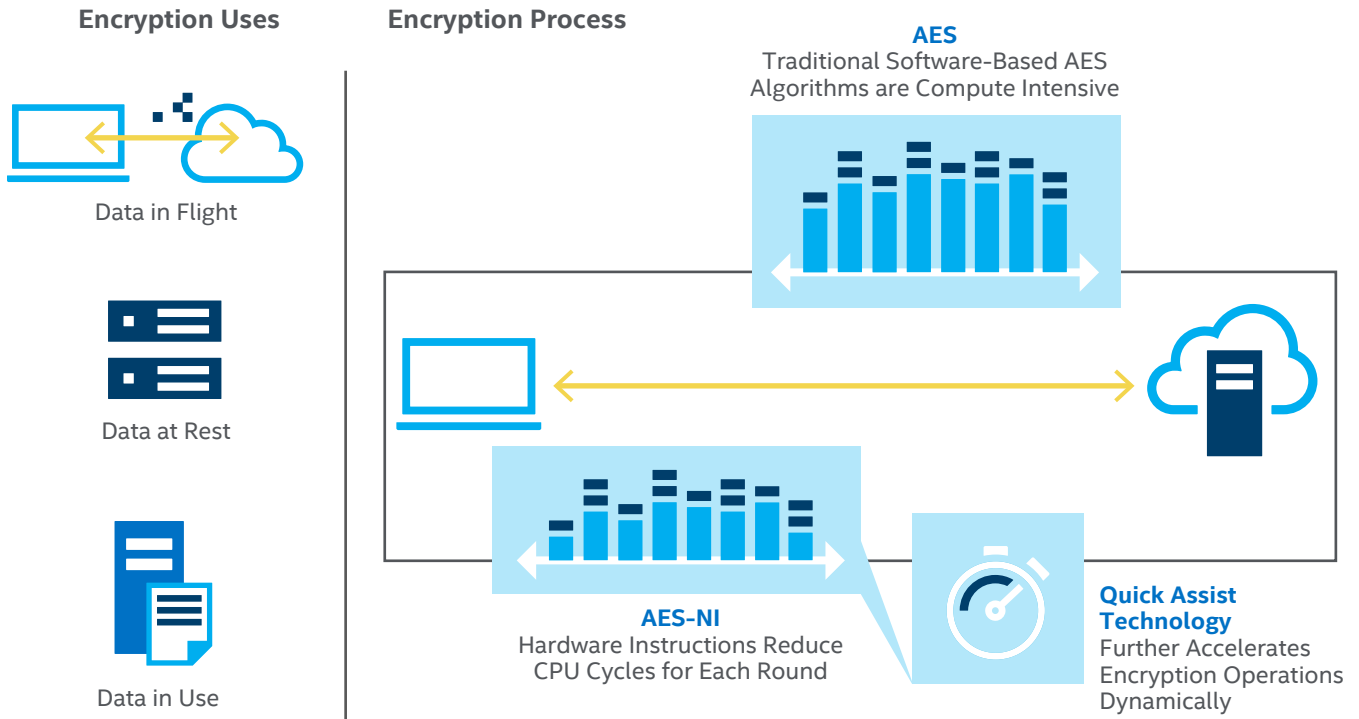 Encryption Uses
Data in Flight
Data at Rest
Data in Use
Encryption Process
AES
Traditional Software-Based AES
Algorithms are Compute Intensive
AES-NI
Hardware Instructions Reduce
CPU Cycles for Each Round
Quick Assist
Technology
Further Accelerates
Encryption Operations
Dynamically